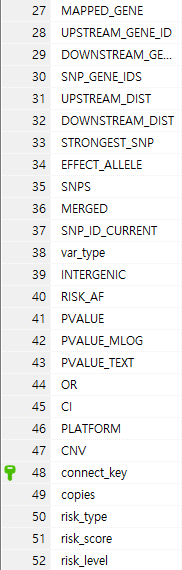 27 MAPPED_GENE
28 UPSTREAM_GENE_ID
29 DOWNSTREAM_GE...
30 SNP_GENE_IDS
31 UPSTREAM_DIST
32 DOWNSTREAM_DIST
33 STRONGEST_SNP
34 EFFECT_ALLELE
35 SNPS
36 MERGED
37 SNP_ID_CURRENT
38 var_type
39 INTERGENIC
40 RISK_AF
41 PVALUE
42 PVALUE_MLOG
43 PVALUE_TEXT
44 OR
45 CI
46 PLATFORM
47 CNV
48 connect_key
49 copies
50 risk_type
51 risk_score
52 risk_level